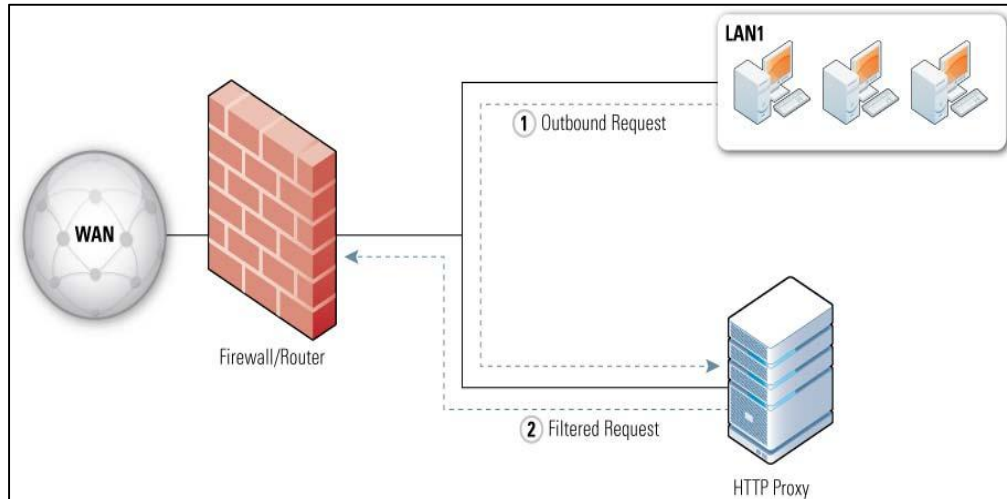 LAN1
1 Outbound Request
WAN
Firewall/Router
2 Filtered Request
HTTP Proxy